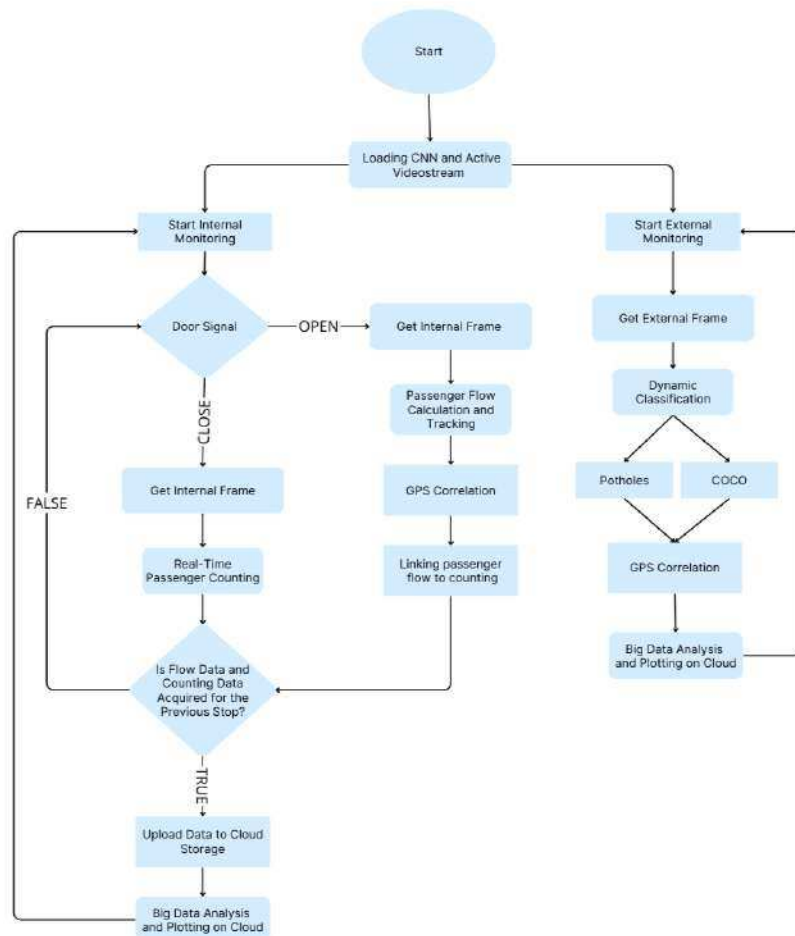 Start
Loading CNN and Active
Videostream
Start Internal
Monitoring
Start External
Monitoring
Door Signal
OPEN
Get Internal Frame
Get External Frame
Passenger Flow
Calculation and
Tracking
Dynamic
Classification
CLOSE
Get Internal Frame
GPS Correlation
Potholes
COCO
FALSE
Real-Time
Passenger Counting
Linking passenger
flow to counting
GPS Correlation
Is Flow Data and
Counting Data
Acquired for the
Previous Stop?
Big Data Analysis
and Plotting on Cloud
TRUE
Upload Data to Cloud
Storage
Big Data Analysis
and Plotting on Cloud